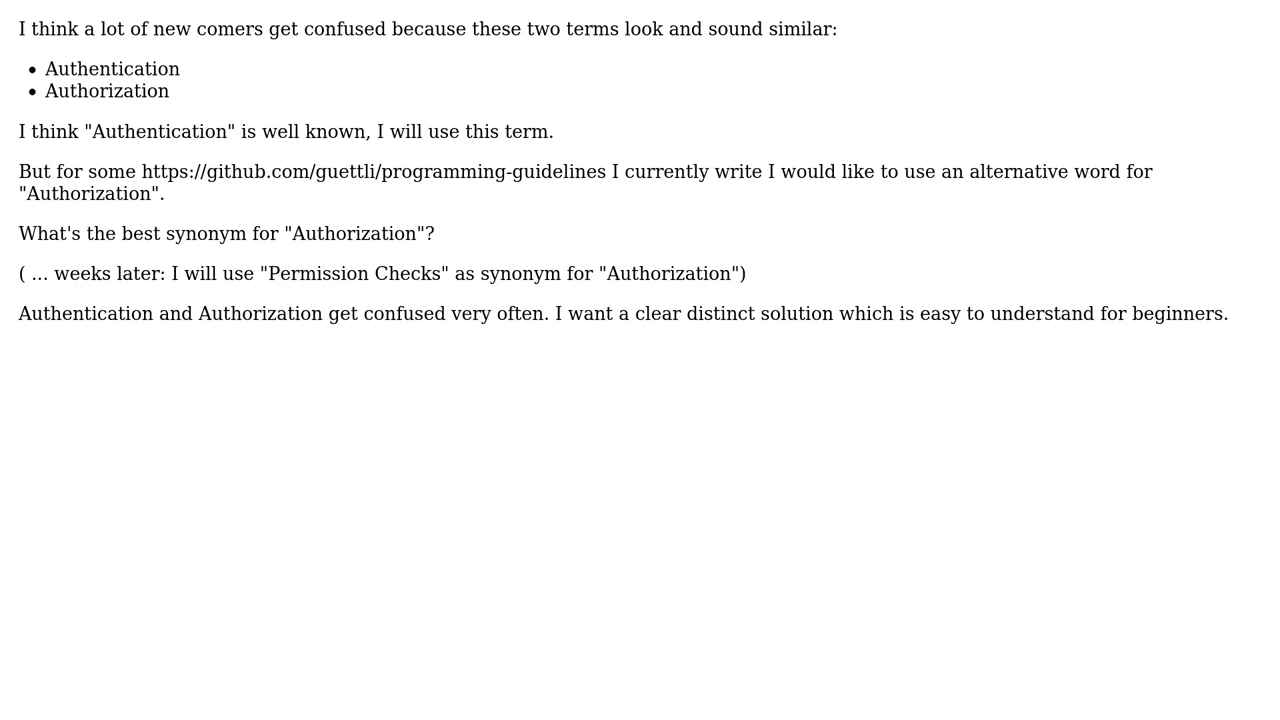 I think a lot of new comers get confused because these two terms look and sound similar:
• Authentication
• Authorization
I think "Authentication" is well known, I will use this term.
But for some https://github.com/guettli/programming-guidelines I currently write I would like to use an alternative word for
"Authorization".
What's the best synonym for "Authorization"?
( ... weeks later: I will use "Permission Checks" as synonym for "Authorization")
Authentication and Authorization get confused very often. I want a clear distinct solution which is easy to understand for beginners.